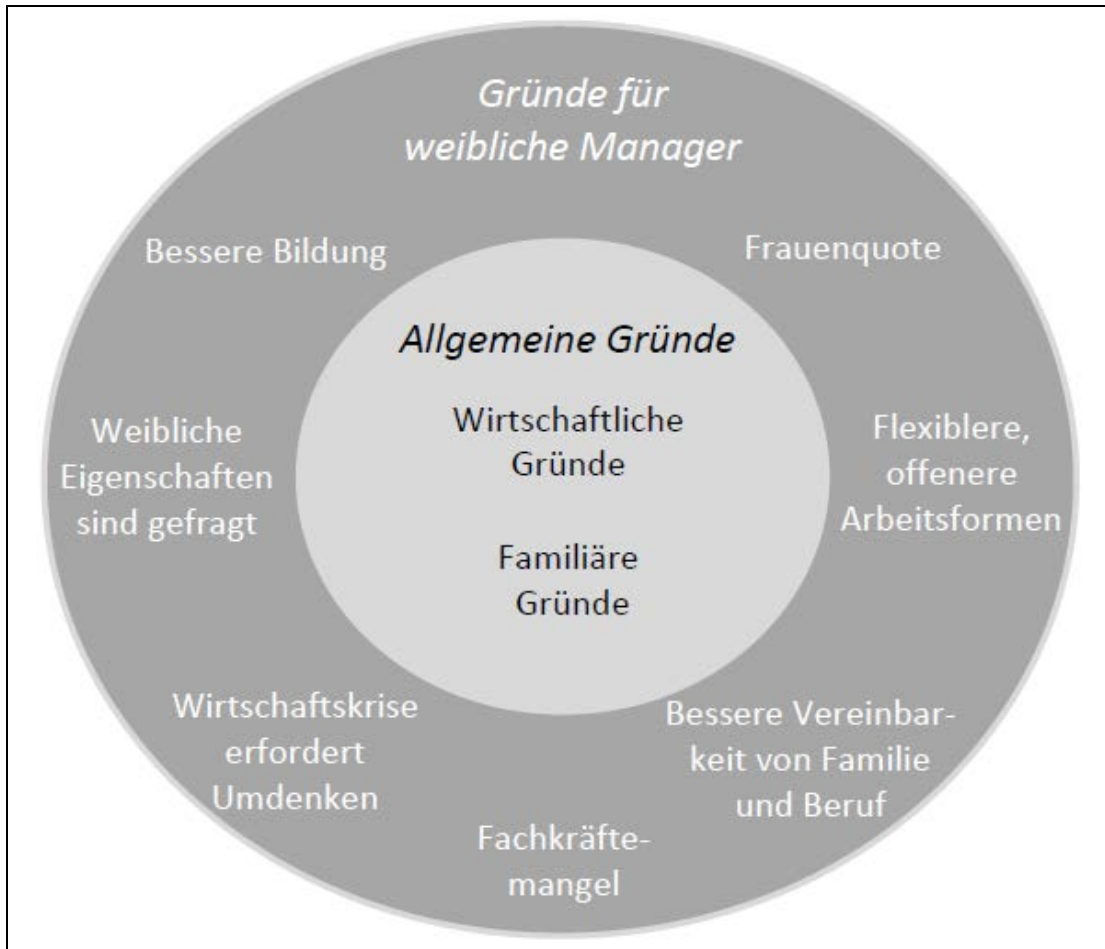 Gründe für
weibliche Manager
Bessere Bildung
Frauenquote
Allgemeine Gründe
Wirtschaftliche
Gründe
Familiäre
Gründe
Weibliche
Eigenschaften
sind gefragt
Flexiblere,
offenere
Arbeitsformen
Wirtschaftskrise
erfordert
Umdenken
Bessere Vereinbar-
keit von Familie
und Beruf
Fachkräfte-
mangel